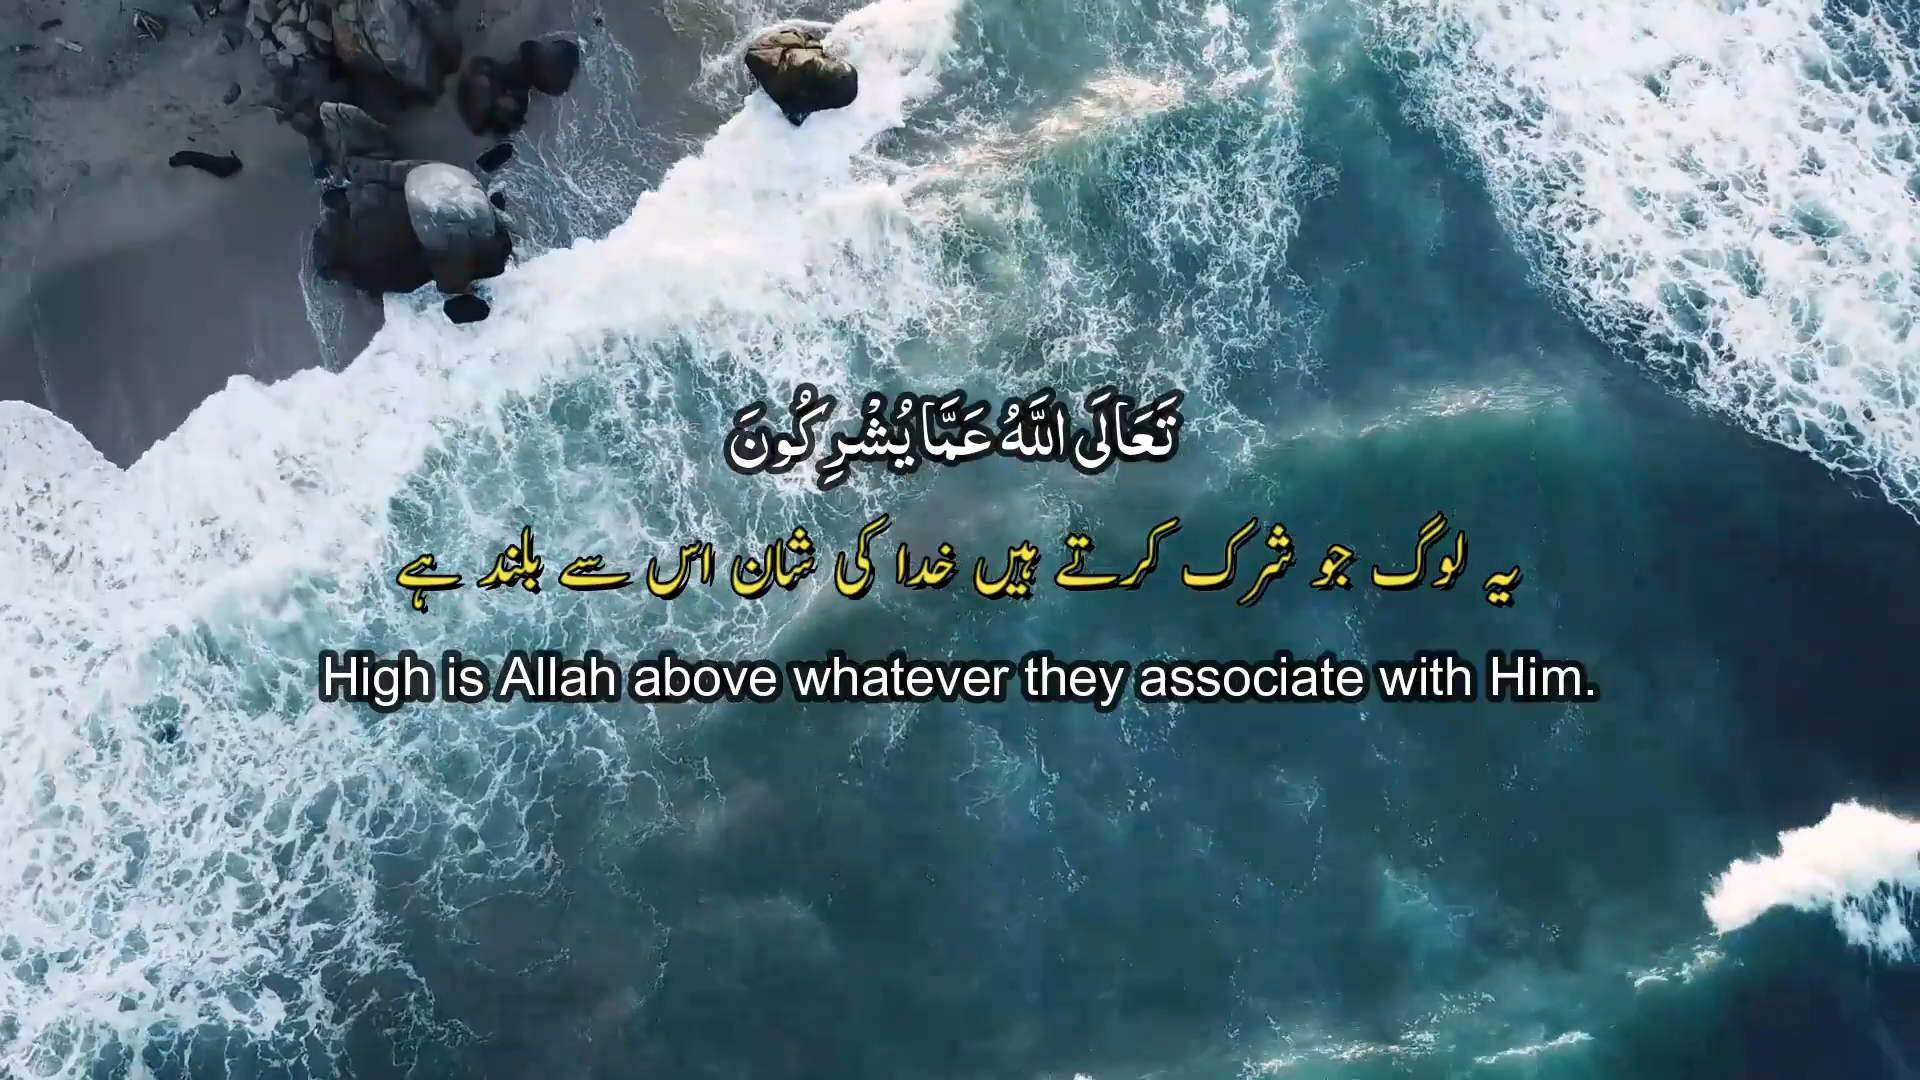 تَعَالَى اللَّهُ عَمَّا يُشْرِكُونَ
یہ لوگ جو شرک کرتے ہیں خدا کی شان اس سے بلند ہے
High is Allah above whatever they associate with Him.